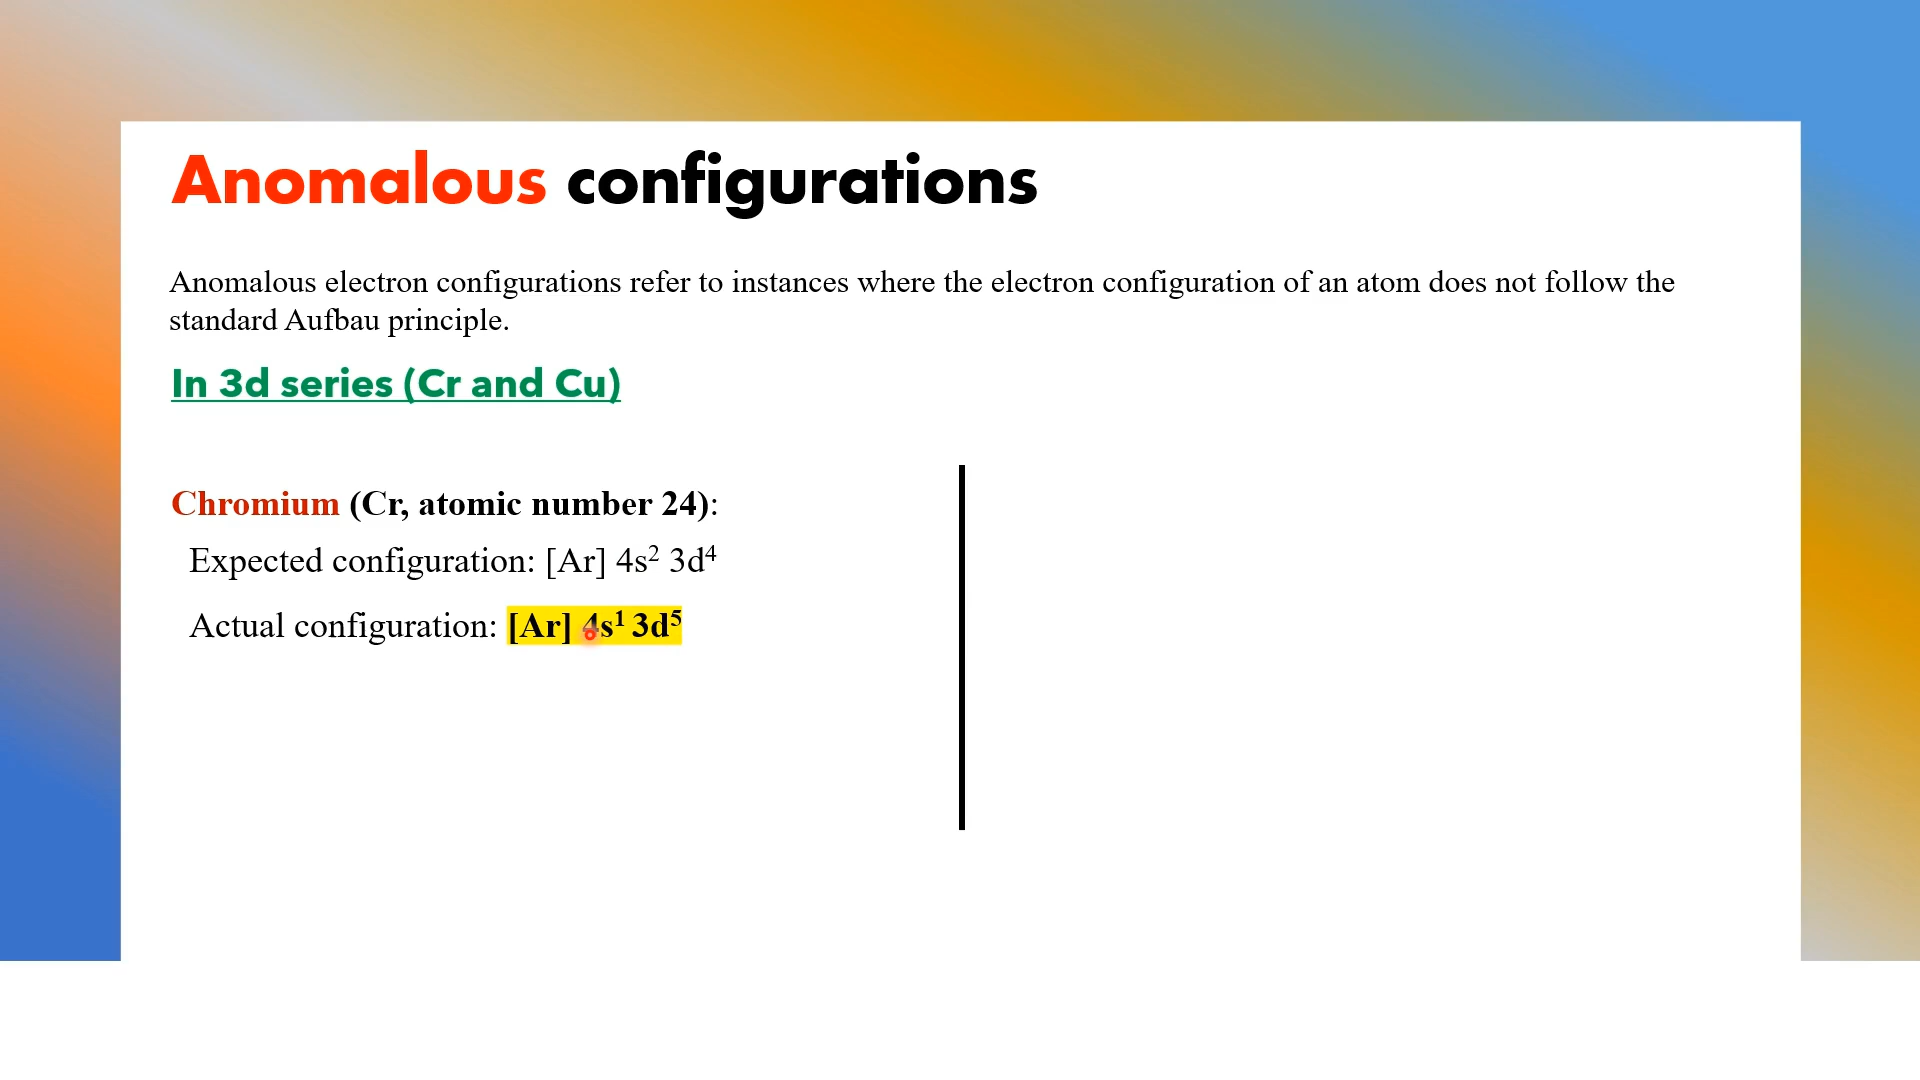 Anomalous configurations
Anomalous electron configurations refer to instances where the electron configuration of an atom does not follow the
standard Aufbau principle.
In 3d series (Cr and Cu)
Chromium (Cr, atomic number 24):
Expected configuration: [Ar] 4s² 3d⁴
Actual configuration: [Ar] 4s¹ 3d⁵